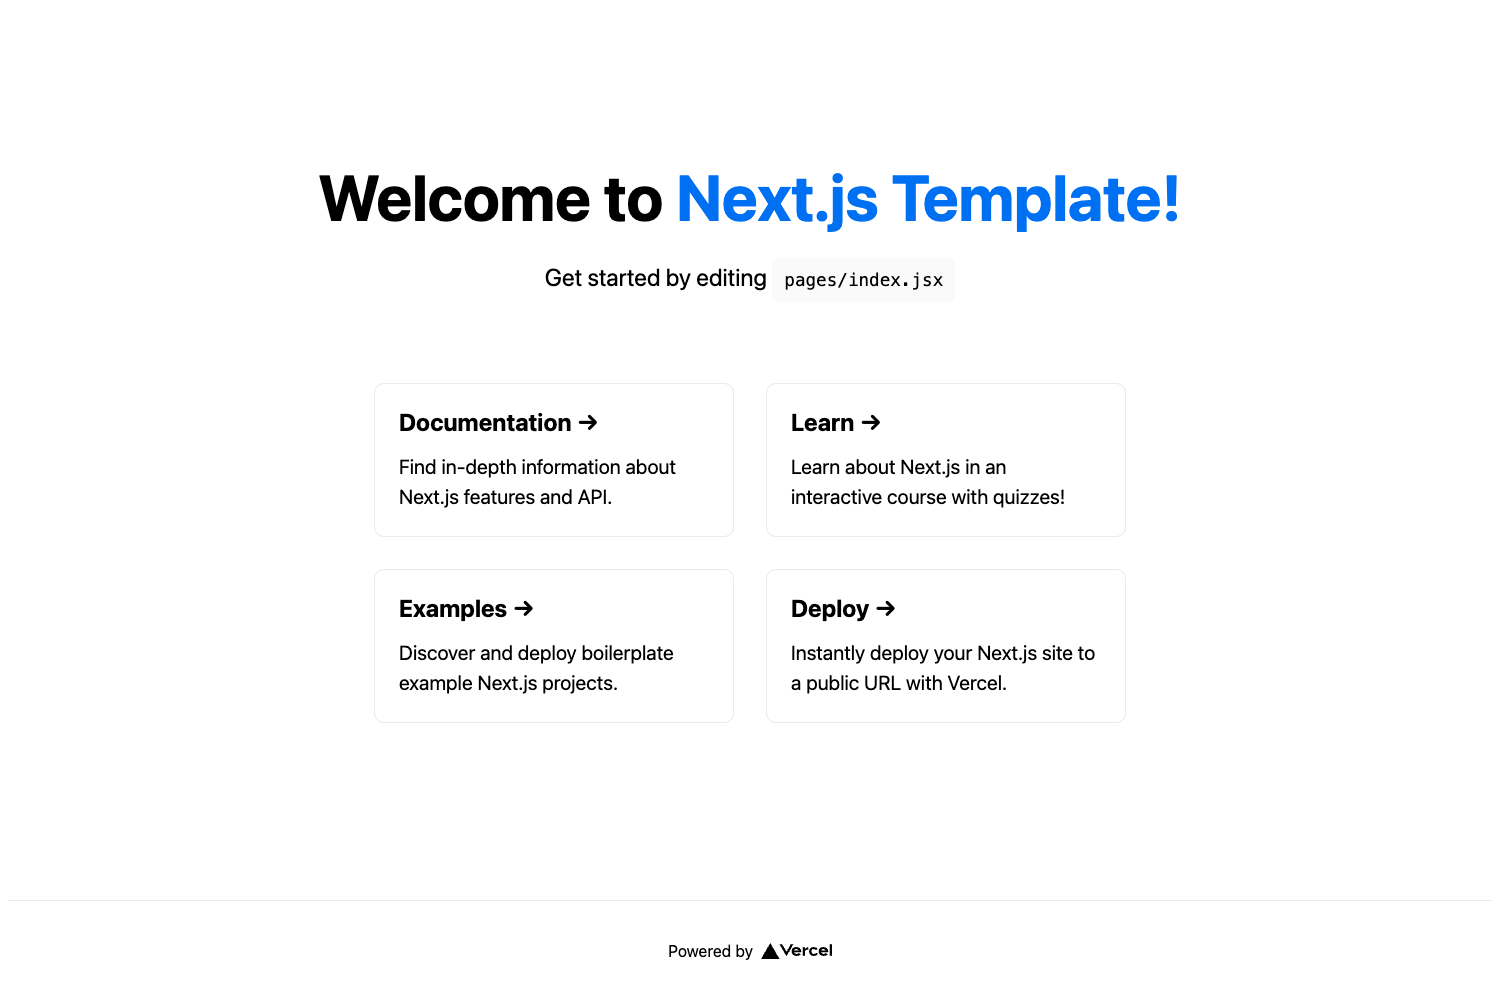 Welcome to Next.js Template!
Get started by editing pages/index.jsx
Documentation →
Find in-depth information about
Next.js features and API.
Learn →
Learn about Next.js in an
interactive course with quizzes!
Examples →
Discover and deploy boilerplate
example Next.js projects.
Deploy →
Instantly deploy your Next.js site to
a public URL with Vercel.
Powered by Vercel